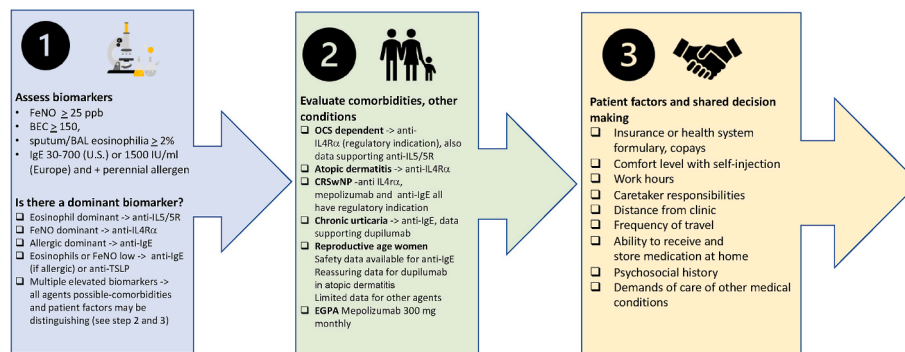 1
Assess biomarkers
• FeNO ≥ 25 ppb
• BEC ≥ 150,
• sputum/BAL eosinophilia ≥ 2%
• IgE 30-700 (U.S.) or 1500 IU/ml
(Europe) and + perennial allergen
Is there a dominant biomarker?
❑ Eosinophil dominant -> anti-IL5/5R
❑ FeNO dominant -> anti-IL4Rα
❑ Allergic dominant -> anti-IgE
❑ Eosinophils or FeNO low -> anti-IgE
(if allergic) or anti-TSLP
❑ Multiple elevated biomarkers ->
all agents possible-comorbidities
and patient factors may be
distinguishing (see step 2 and 3)
2
Evaluate comorbidities, other
conditions
❑ OCS dependent -> anti-
IL4Rα (regulatory indication), also
data supporting anti-IL5/5R
❑ Atopic dermatitis -> anti-IL4Rα
❑ CRSwNP -anti IL4Rα,
mepolizumab and anti-IgE all
have regulatory indication
❑ Chronic urticaria -> anti-IgE, data
supporting dupilumab
❑ Reproductive age women
Safety data available for anti-IgE
Reassuring data for dupilumab
in atopic dermatitis
Limited data for other agents
❑ EGPA Mepolizumab 300 mg
monthly
3
Patient factors and shared decision
making
❑ Insurance or health system
formulary, copays
❑ Comfort level with self-injection
❑ Work hours
❑ Caretaker responsibilities
❑ Distance from clinic
❑ Frequency of travel
❑ Ability to receive and
store medication at home
❑ Psychosocial history
❑ Demands of care of other medical
conditions